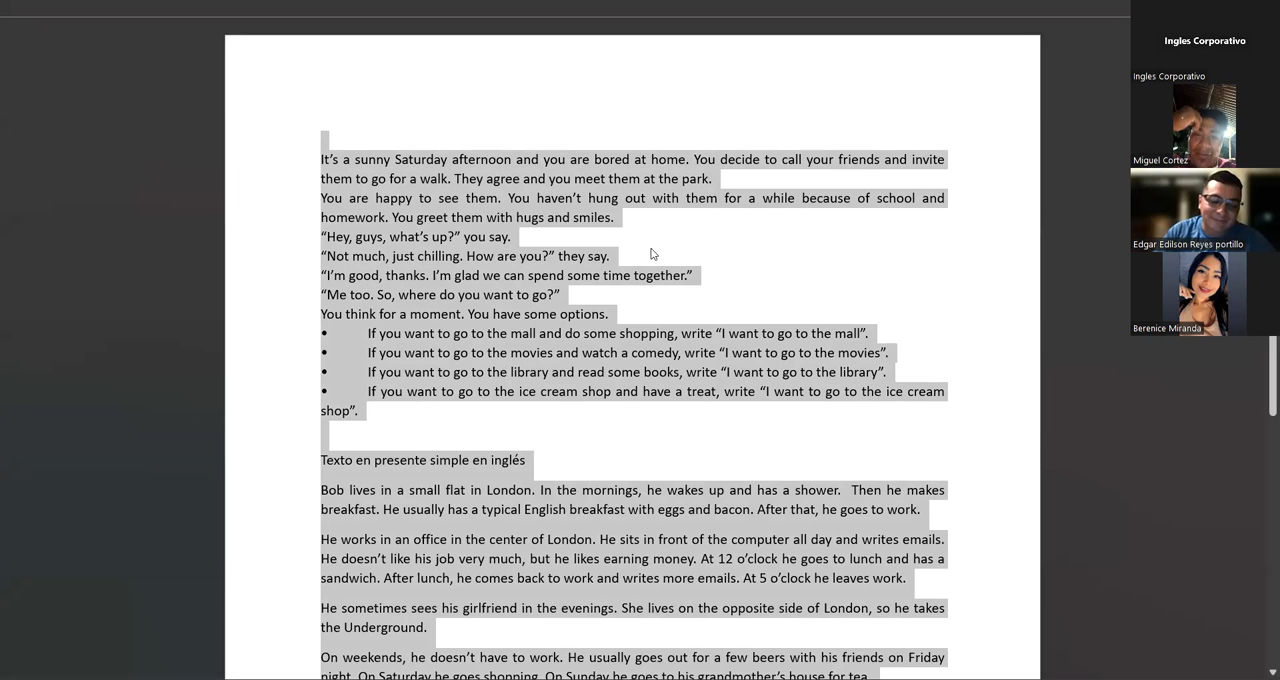 Ingles Corporativo
Ingles Corporativo
Miguel Cortez
Edgar Edilson Reyes portillo
Berenice Miranda
It’s a sunny Saturday afternoon and you are bored at home. You decide to call your friends and invite
them to go for a walk. They agree and you meet them at the park.
You are happy to see them. You haven’t hung out with them for a while because of school and
homework. You greet them with hugs and smiles.
“Hey, guys, what’s up?” you say.
“Not much, just chilling. How are you?” they say.
“I’m good, thanks. I’m glad we can spend some time together.”
“Me too. So, where do you want to go?”
You think for a moment. You have some options.
• If you want to go to the mall and do some shopping, write “I want to go to the mall”.
• If you want to go to the movies and watch a comedy, write “I want to go to the movies”.
• If you want to go to the library and read some books, write “I want to go to the library”.
• If you want to go to the ice cream shop and have a treat, write “I want to go to the ice cream
shop”.
Texto en presente simple en inglés
Bob lives in a small flat in London. In the mornings, he wakes up and has a shower.  Then he makes
breakfast. He usually has a typical English breakfast with eggs and bacon. After that, he goes to work.
He works in an office in the center of London. He sits in front of the computer all day and writes emails.
He doesn’t like his job very much, but he likes earning money. At 12 o’clock he goes to lunch and has a
sandwich. After lunch, he comes back to work and writes more emails. At 5 o’clock he leaves work.
He sometimes sees his girlfriend in the evenings. She lives on the opposite side of London, so he takes
the Underground.
On weekends, he doesn’t have to work. He usually goes out for a few beers with his friends on Friday
night. On Saturday he goes shopping. On Sunday he goes to his grandmother’s house for tea.